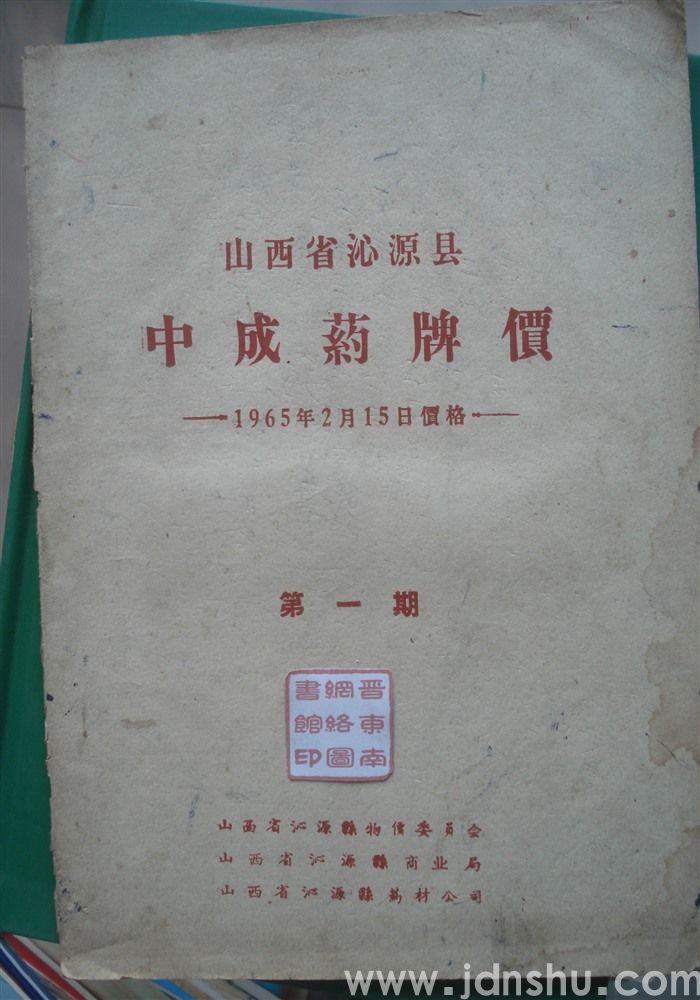 山西省沁源县
中成葯牌價
1965年2月15日價格
第一期
晋東南
網絡圖
書館印
山西省沁源縣物價委员会
山西省沁源縣商业局
山西省沁源縣葯材公司
www.jdnshu.com